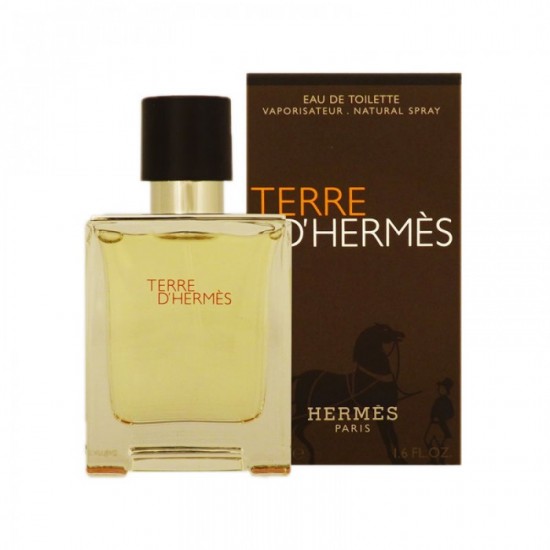 EAU DE TOILETTE
VAPORISATEUR . NATURAL SPRAY
TERRE
D'HERMÈS
HERMÈS
PARIS
1.6 FL.OZ
TERRE
D'HERMÈS